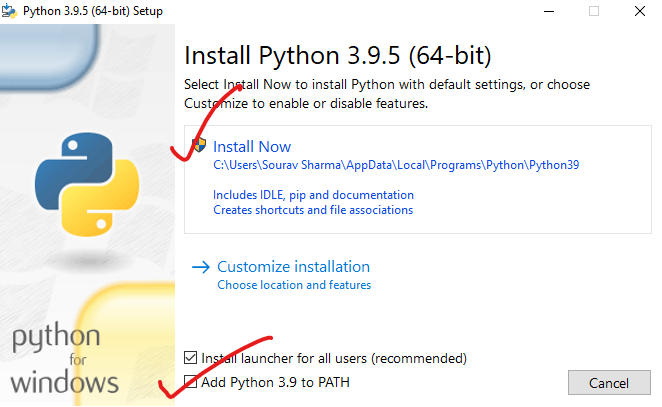 Python 3.9.5 (64-bit) Setup
Install Python 3.9.5 (64-bit)
Select Install Now to install Python with default settings, or choose
Customize to enable or disable features.
Install Now
C:\Users\Sourav Sharma\AppData\Local\Programs\Python\Python39
Includes IDLE, pip and documentation
Creates shortcuts and file associations
Customize installation
Choose location and features
python
for
windows
Install launcher for all users (recommended)
Add Python 3.9 to PATH
Cancel